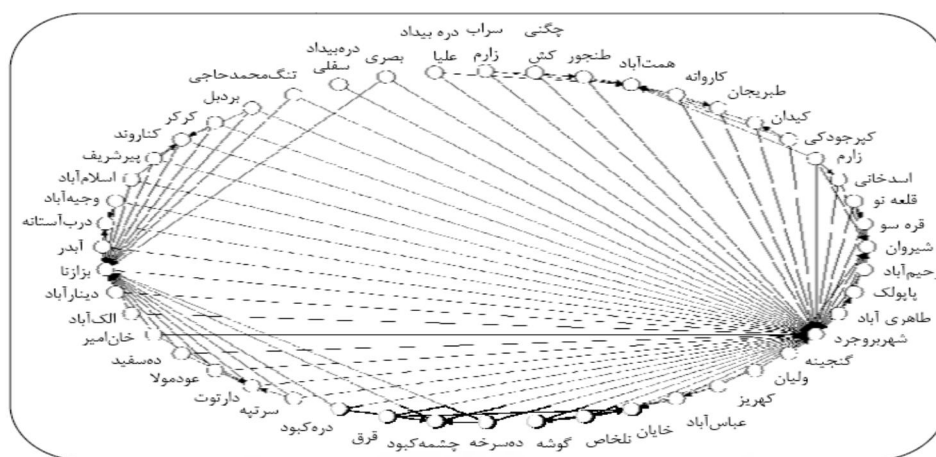 چگنی
سراب
دره بیداد
دره‌بیداد
همت‌آباد
طنجور
کش
زارم
علیا
بصری
سفلی
تنگ‌محمدحاجی
بردبل
کرکر
کناروند
پیرشریف
اسلام‌آباد
وجیه‌آباد
درب‌آستانه
آبدر
بزازنا
دینارآباد
الک‌آباد
خان‌امیر
ده‌سفید
عودمولا
دارتوت
سرتپه
دره‌کبود
قرق
چشمه‌کبود
ده‌سرخه
گوشه
تلخاص
خایان
عباس‌آباد
کهریز
ولیان
گنجینه
شهربروجرد
طاهری آباد
پاپولک
رحیم‌آباد
شیروان
قره سو
قلعه نو
اسدخانی
زارم
کپرجودکی
کیدان
طبریجان
کاروانه